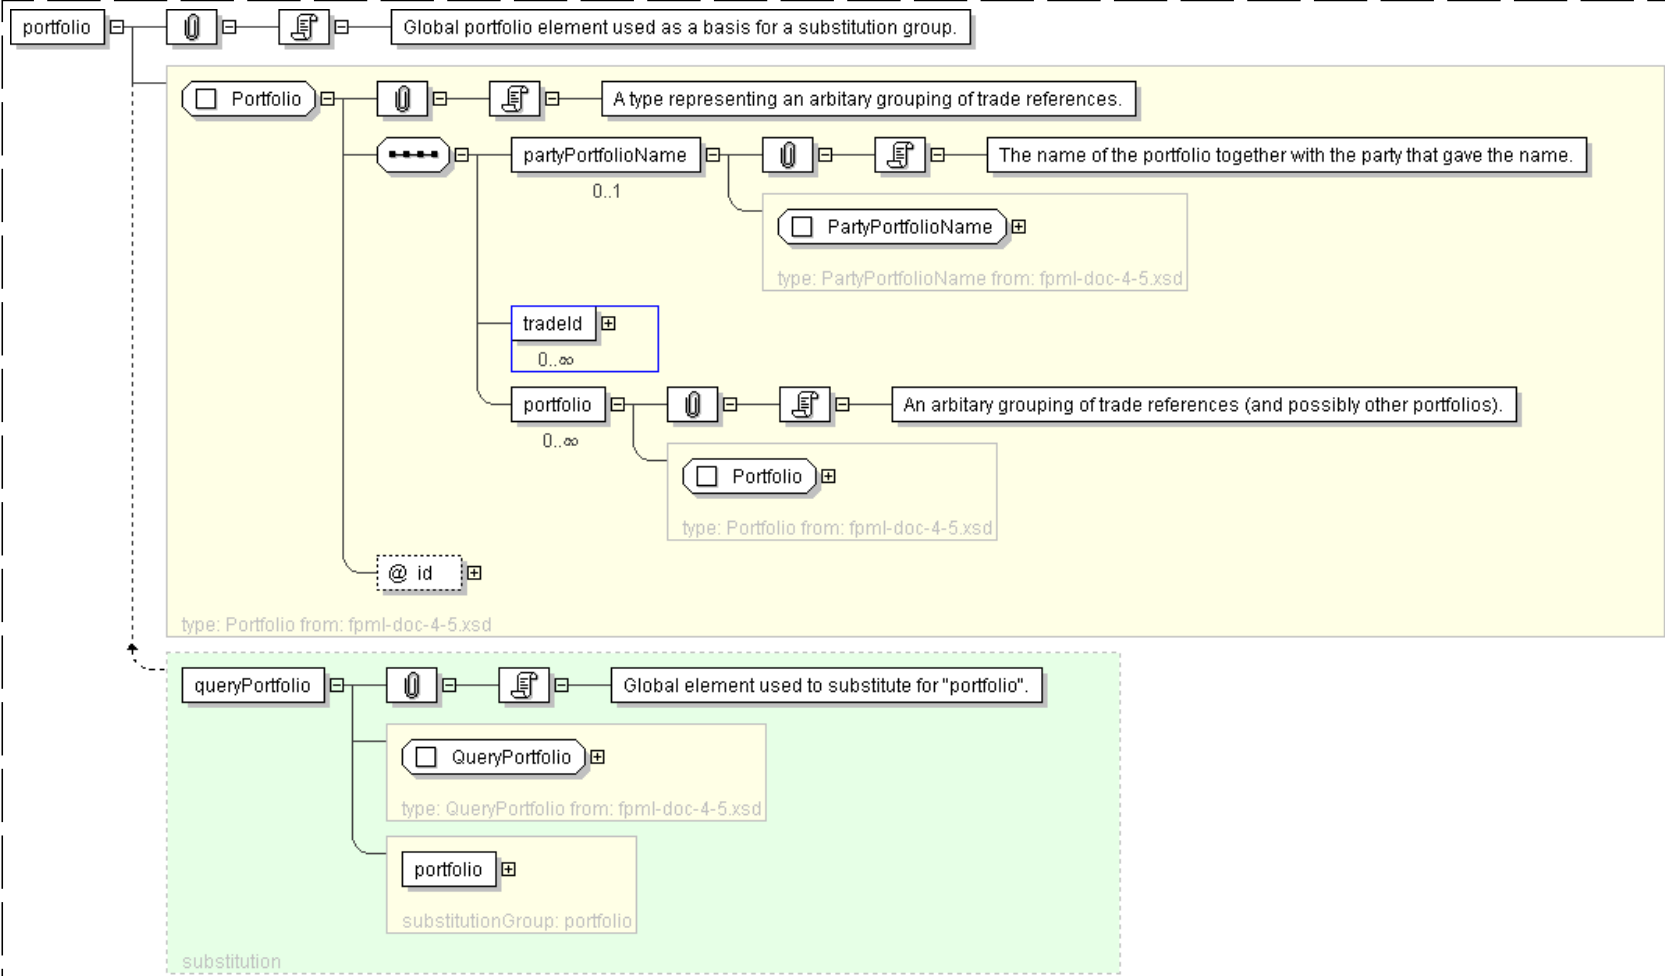 portfolio
Global portfolio element used as a basis for a substitution group.
Portfolio
A type representing an arbitary grouping of trade references.
partyPortfolioName
The name of the portfolio together with the party that gave the name.
0..1
PartyPortfolioName
type: PartyPortfolioName from: fpml-doc-4-5.xsd
tradeId
0..∞
portfolio
An arbitary grouping of trade references (and possibly other portfolios).
0..∞
Portfolio
type: Portfolio from: fpml-doc-4-5.xsd
@ id
type: Portfolio from: fpml-doc-4-5.xsd
queryPortfolio
Global element used to substitute for "portfolio".
QueryPortfolio
type: QueryPortfolio from: fpml-doc-4-5.xsd
portfolio
substitutionGroup: portfolio
substitution